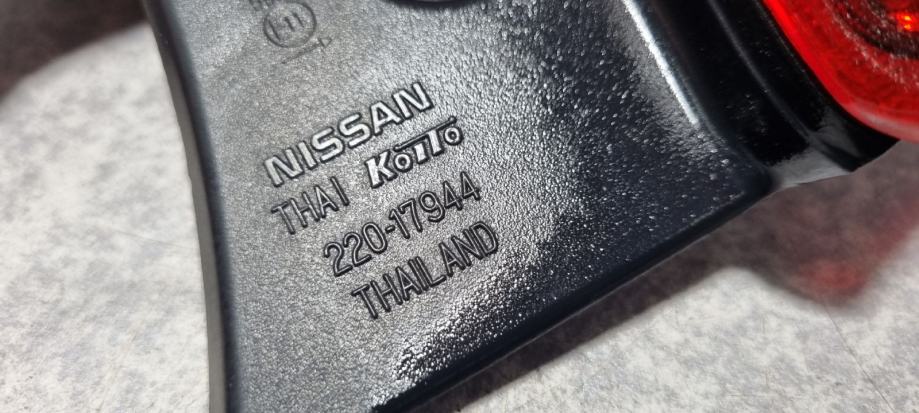 NISSAN
THAI KOITO
220-17944
THAILAND